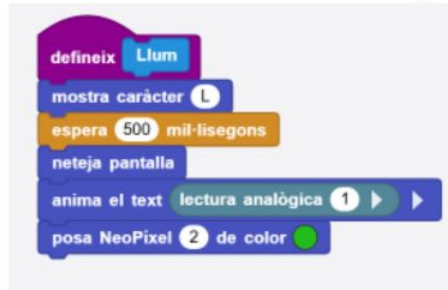 defineix Llum
mostra caràcter L
espera 500 mil·lisegons
neteja pantalla
anima el text lectura analògica 1
posa NeoPixel 2 de color